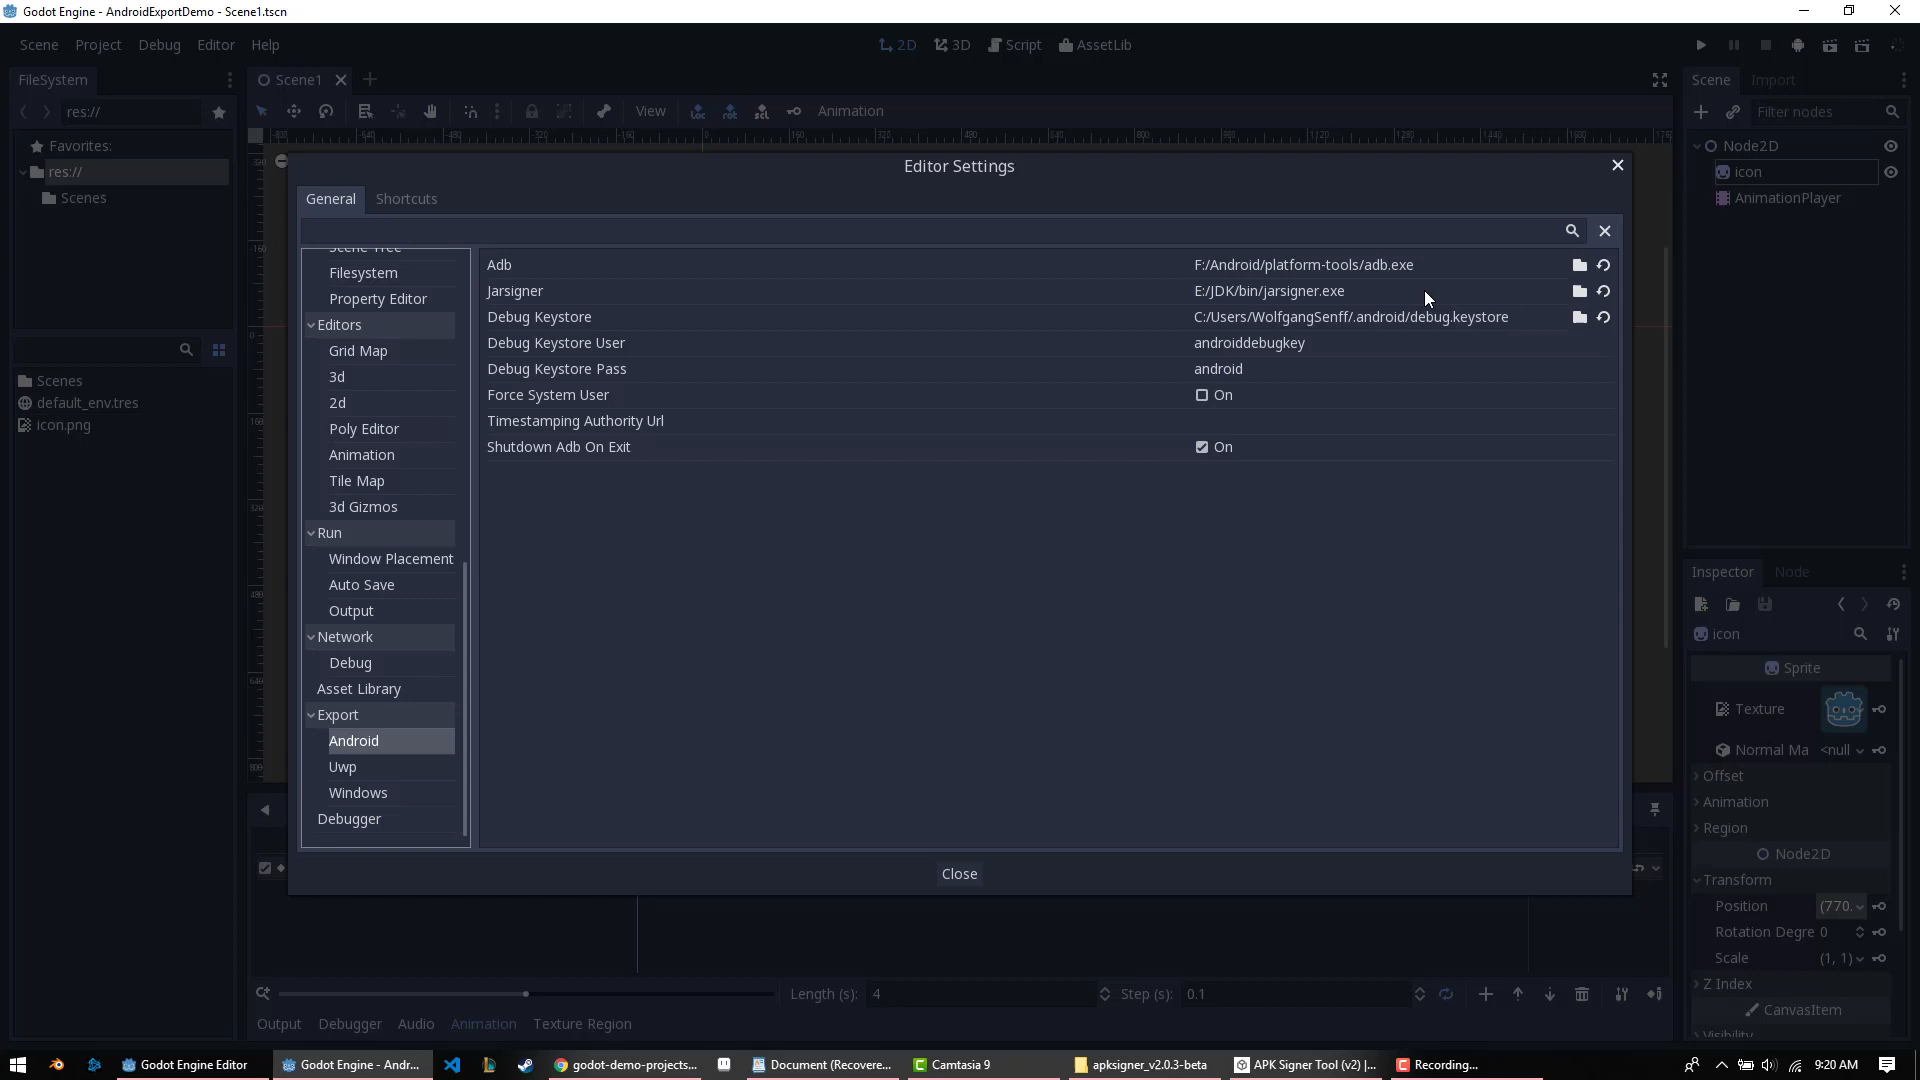 Godot Engine - AndroidExportDemo - Scene1.tscn
Scene Project Debug Editor Help
2D 3D Script AssetLib
FileSystem
Scene1
Scene Import
res://
View
Animation
Filter nodes
Favorites:
res://
Scenes
Node2D
icon
AnimationPlayer
Editor Settings
General Shortcuts
Scene Tree
Filesystem
Property Editor
Editors
Grid Map
3d
2d
Poly Editor
Animation
Tile Map
3d Gizmos
Run
Window Placement
Auto Save
Output
Network
Debug
Asset Library
Export
Android
Uwp
Windows
Debugger
Adb F:/Android/platform-tools/adb.exe
Jarsigner E:/JDK/bin/jarsigner.exe
Debug Keystore C:/Users/WolfgangSenff/.android/debug.keystore
Debug Keystore User androiddebugkey
Debug Keystore Pass android
Force System User On
Timestamping Authority Url
Shutdown Adb On Exit On
Close
Scenes
default_env.tres
icon.png
Inspector Node
icon
Sprite
Texture
Normal Ma <null
Offset
Animation
Region
Node2D
Transform
Position (770.
Rotation Degre 0
Scale (1, 1)
Z Index
CanvasItem
Visibility
Length (s): 4 Step (s): 0.1
Output Debugger Audio Animation Texture Region
Godot Engine Editor
Godot Engine - Andr...
godot-demo-projects...
Document (Recovere...
Camtasia 9
apksigner_v2.0.3-beta
APK Signer Tool (v2) |...
Recording...
9:20 AM